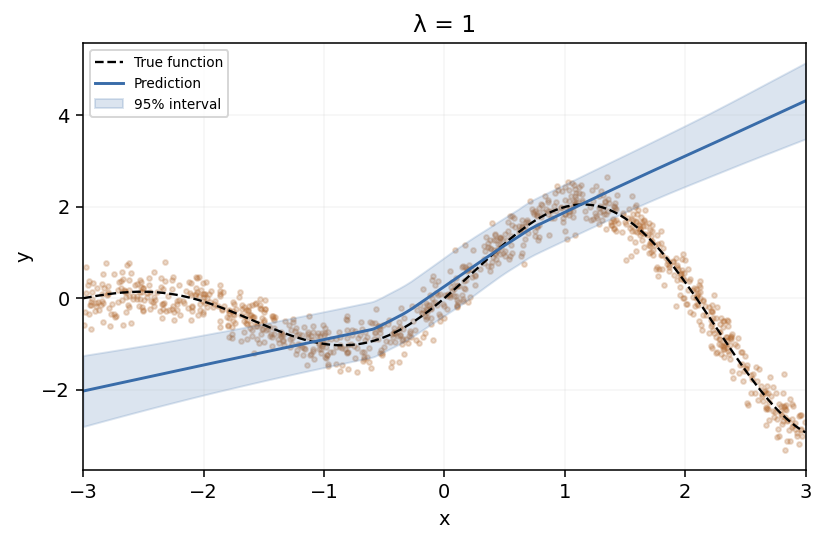 λ = 1
True function
Prediction
95% interval
y
4
2
0
−2
−3
−2
−1
0
1
2
3
x